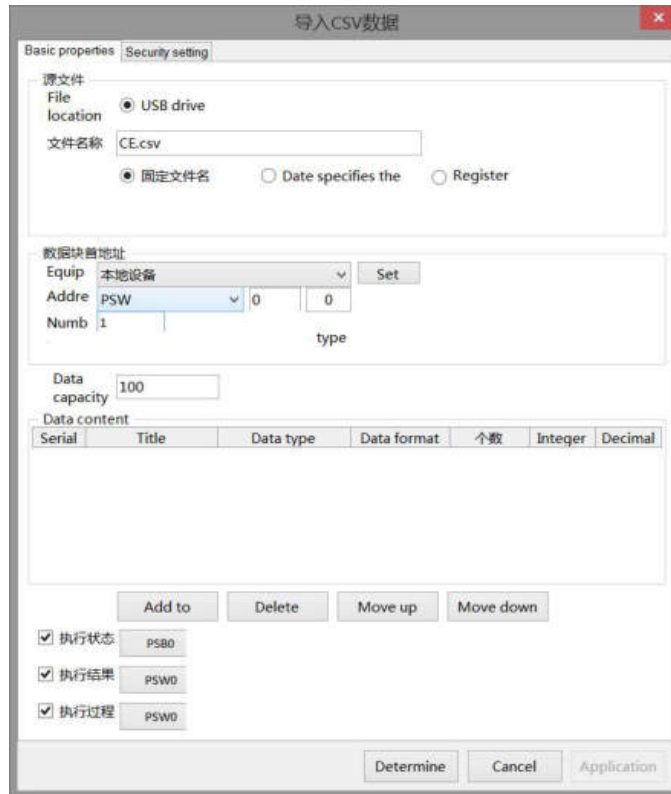 导入CSV数据
Basic properties Security setting
源文件
File location USB drive
文件名称 CE.csv
固定文件名 Date specifies the Register
数据块首地址
Equip 本地设备 Set
Addre PSW 0 0
Numb 1
type
Data capacity 100
Data content
Serial Title Data type Data format 个数 Integer Decimal
Add to Delete Move up Move down
执行状态 PSB0
执行结果 PSW0
执行过程 PSW0
Determine Cancel Application